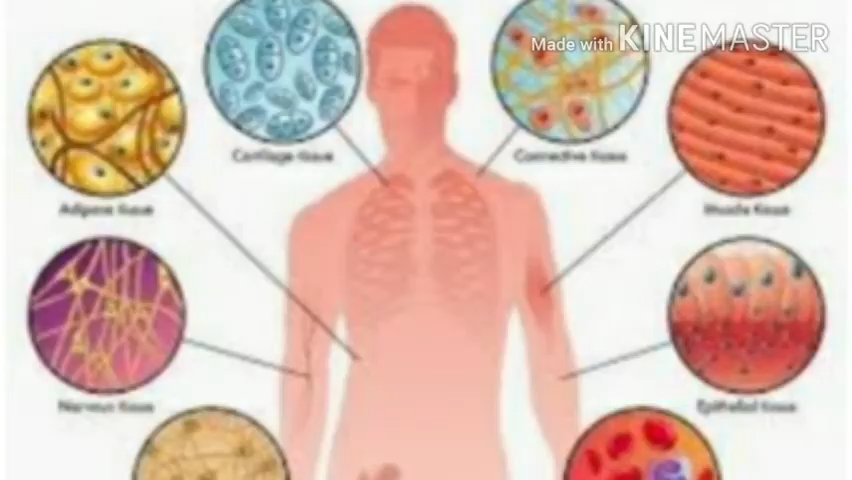 Made with KINEMASTER
Cartilage tissue
Connective tissue
Adipose tissue
Muscle tissue
Nervous tissue
Epithelial tissue